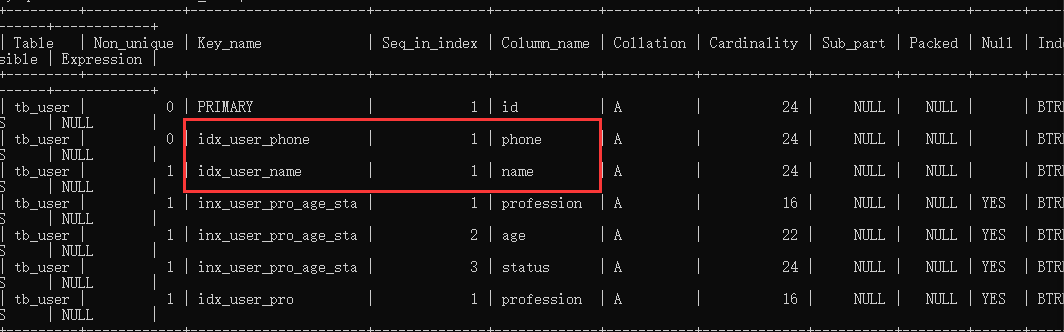 | Table | Non_unique | Key_name | Seq_in_index | Column_name | Collation | Cardinality | Sub_part | Packed | Null | Ind
sible | Expression |
| tb_user | 0 | PRIMARY | 1 | id | A | 24 | NULL | NULL | | BTR
S | NULL |
| tb_user | 0 | idx_user_phone | 1 | phone | A | 24 | NULL | NULL | | BTR
S | NULL |
| tb_user | 1 | idx_user_name | 1 | name | A | 24 | NULL | NULL | | BTR
S | NULL |
| tb_user | 1 | inx_user_pro_age_sta | 1 | profession | A | 16 | NULL | NULL | YES | BTR
S | NULL |
| tb_user | 1 | inx_user_pro_age_sta | 2 | age | A | 22 | NULL | NULL | YES | BTR
S | NULL |
| tb_user | 1 | inx_user_pro_age_sta | 3 | status | A | 24 | NULL | NULL | YES | BTR
S | NULL |
| tb_user | 1 | idx_user_pro | 1 | profession | A | 16 | NULL | NULL | YES | BTR
S | NULL |